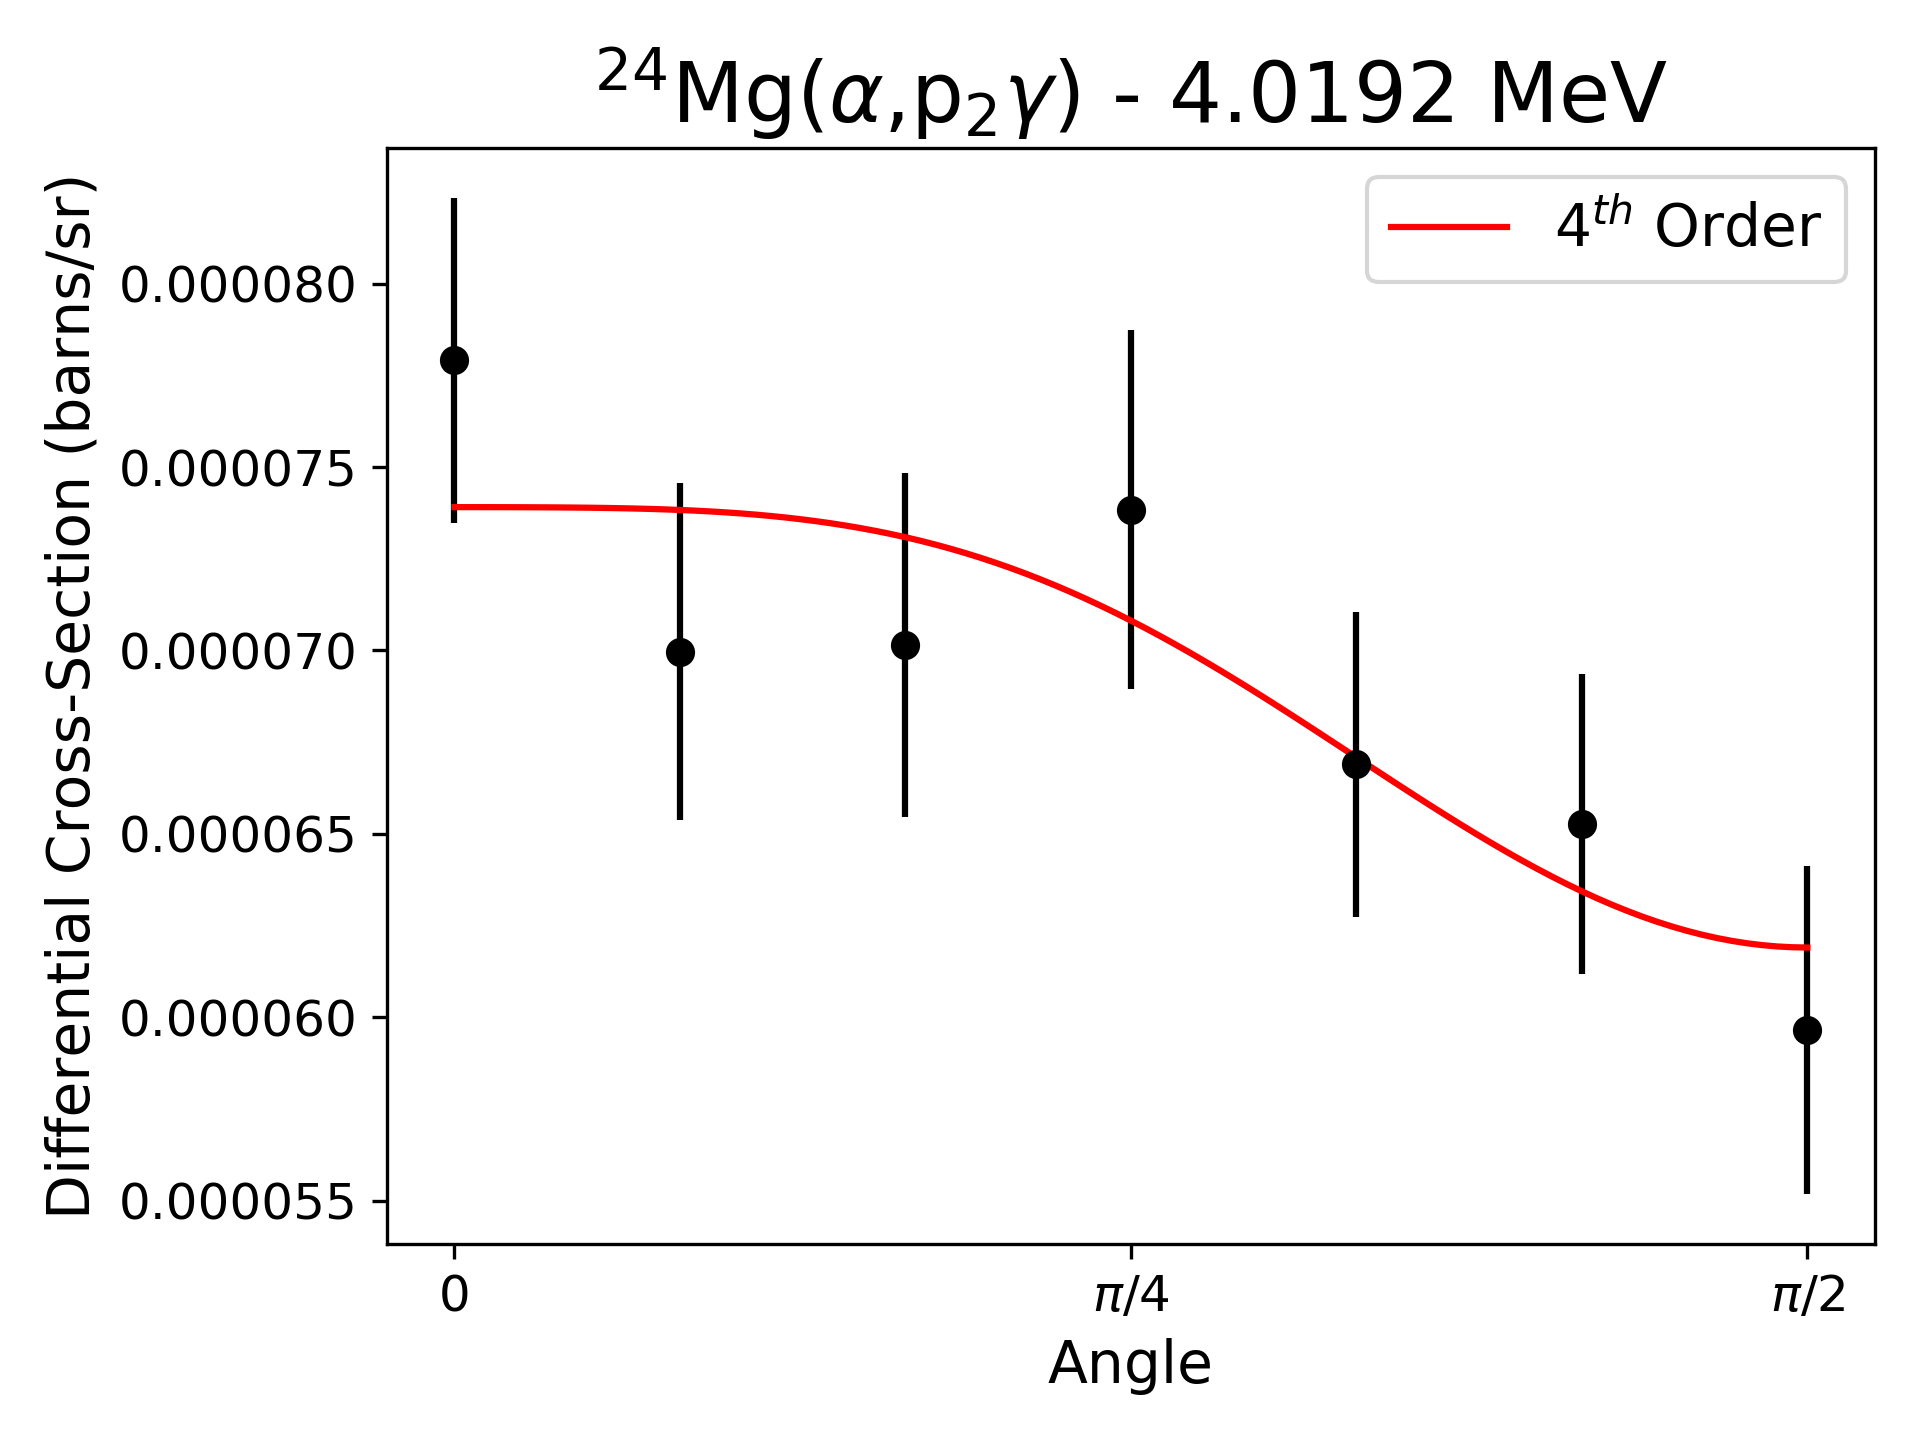 ²⁴Mg(α,p₂γ) - 4.0192 MeV
4ᵗʰ Order
Differential Cross-Section (barns/sr)
0.000080
0.000075
0.000070
0.000065
0.000060
0.000055
0 π/4 π/2
Angle